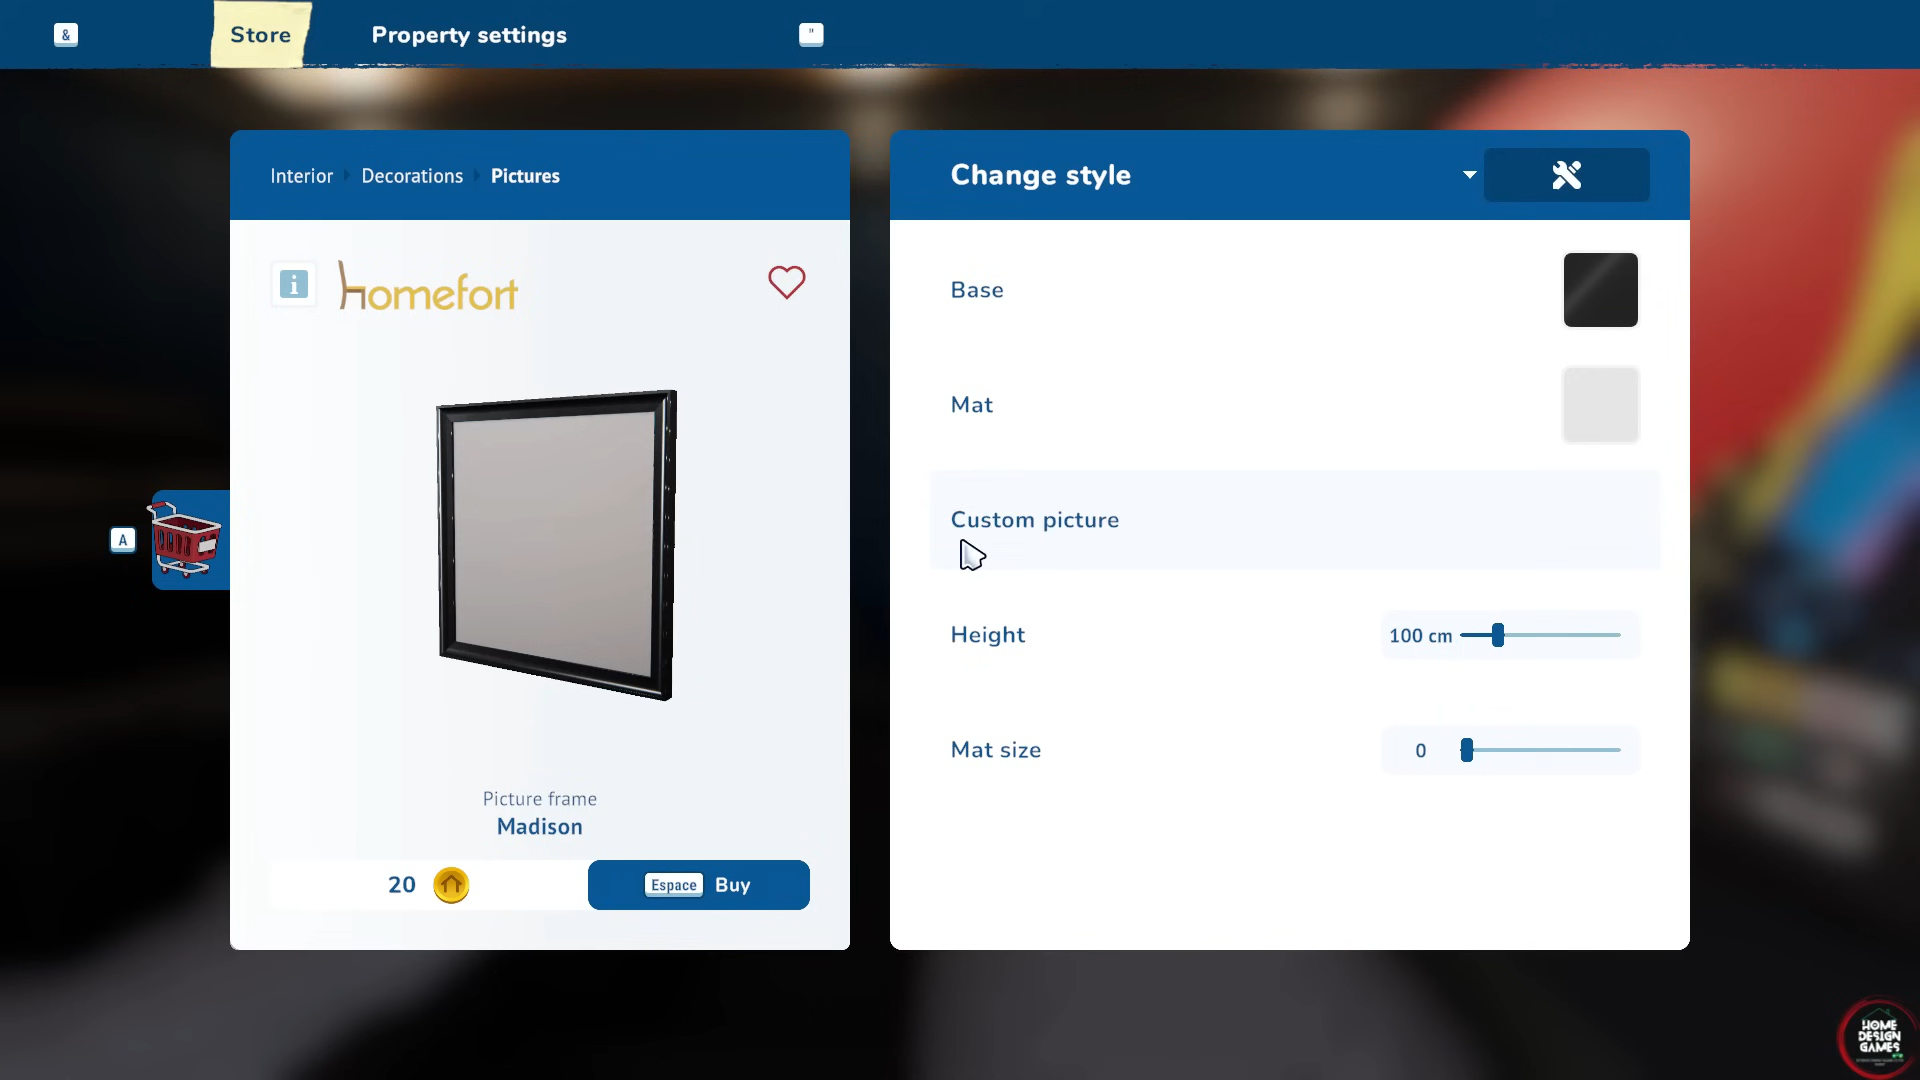 &
Store
Property settings
"
Interior
Decorations
Pictures
Change style
i
homefort
Base
Mat
Custom picture
A
Height
100 cm
Mat size
0
Picture frame
Madison
20
Espace
Buy
HOME
DESIGN
GAMES